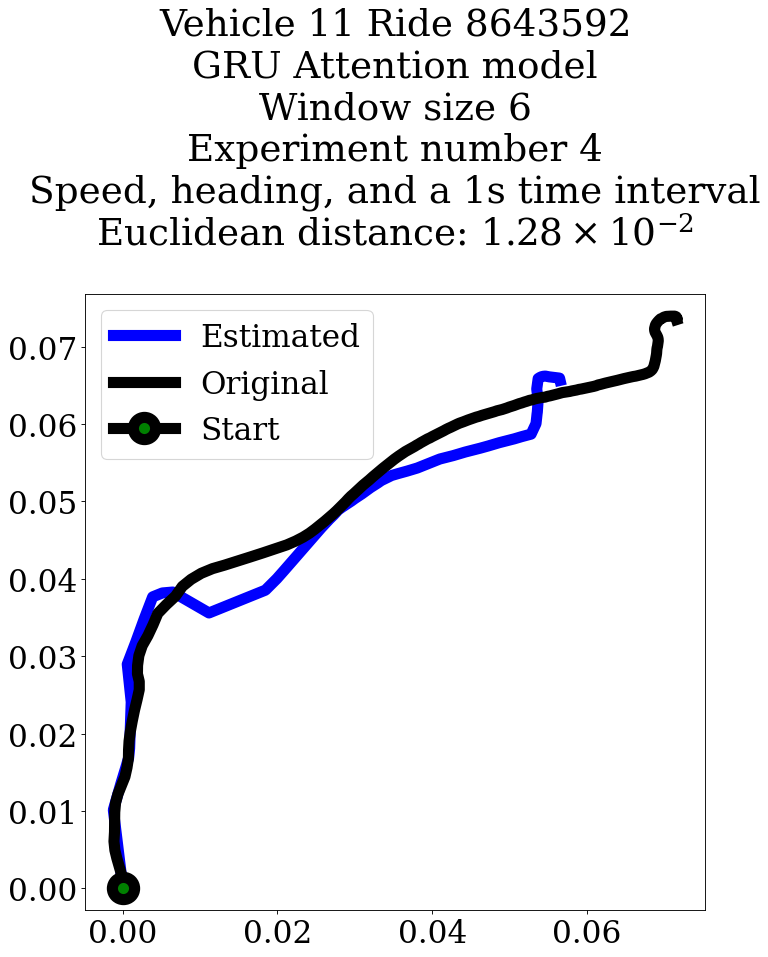 Vehicle 11 Ride 8643592
GRU Attention model
Window size 6
Experiment number 4
Speed, heading, and a 1s time interval
Euclidean distance: 1.28 × 10⁻²
Estimated
Original
Start
0.07
0.06
0.05
0.04
0.03
0.02
0.01
0.00
0.00 0.02 0.04 0.06